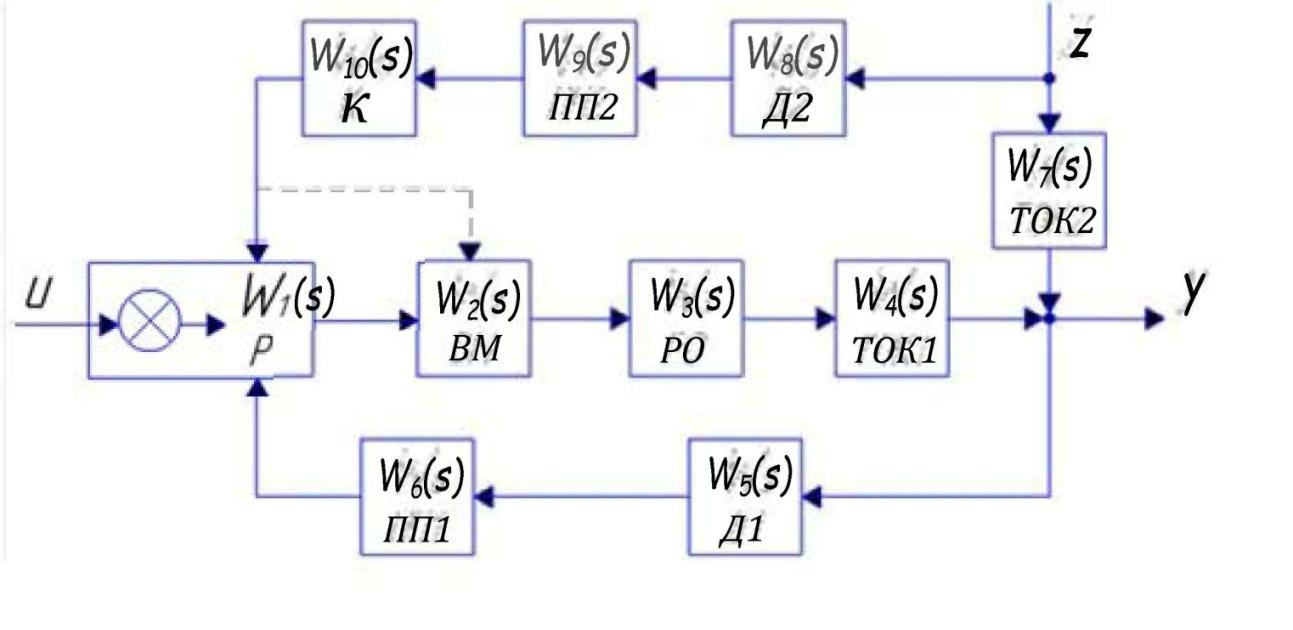 W₁₀(s)
К
W₉(s)
ПП2
W₈(s)
Д2
Z
W₇(s)
ТОК2
U
W₁(s)
Р
W₂(s)
ВМ
W₃(s)
РО
W₄(s)
ТОК1
y
W₆(s)
ПП1
W₅(s)
Д1